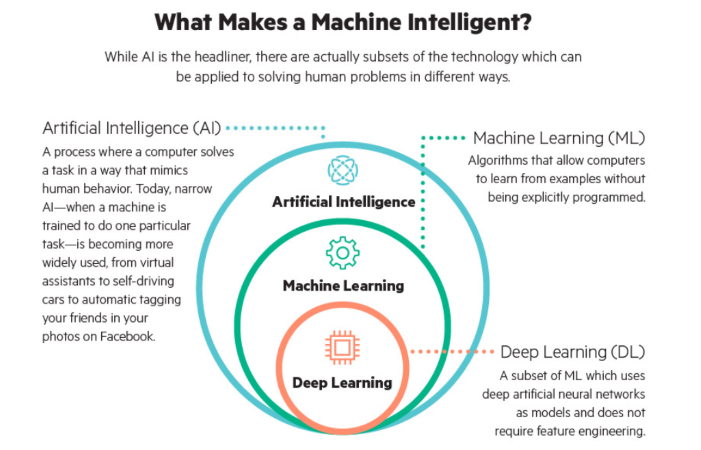 What Makes a Machine Intelligent?
While AI is the headliner, there are actually subsets of the technology which can
be applied to solving human problems in different ways.
Artificial Intelligence (AI)
A process where a computer solves
a task in a way that mimics
human behavior. Today, narrow
AI—when a machine is
trained to do one particular
task—is becoming more
widely used, from virtual
assistants to self-driving
cars to automatic tagging
your friends in your
photos on Facebook.
Machine Learning (ML)
Algorithms that allow computers
to learn from examples without
being explicitly programmed.
Artificial Intelligence
Machine Learning
Deep Learning
Deep Learning (DL)
A subset of ML which uses
deep artificial neural networks
as models and does not
require feature engineering.